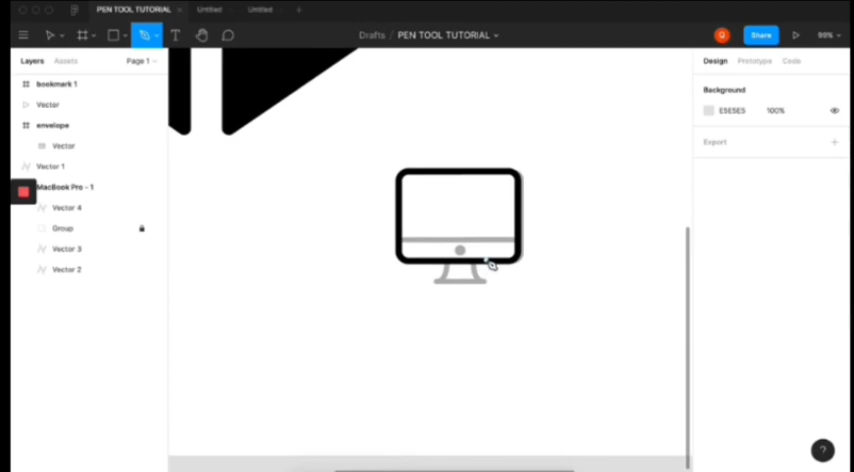 PEN TOOL TUTORIAL × Untitled Untitled +
Drafts / PEN TOOL TUTORIAL
Q Share 99%
Layers Assets Page 1
bookmark 1
Vector
envelope
Vector
Vector 1
MacBook Pro - 1
Vector 4
Group
Vector 3
Vector 2
Design Prototype Code
Background
E5E5E5 100%
Export +
?